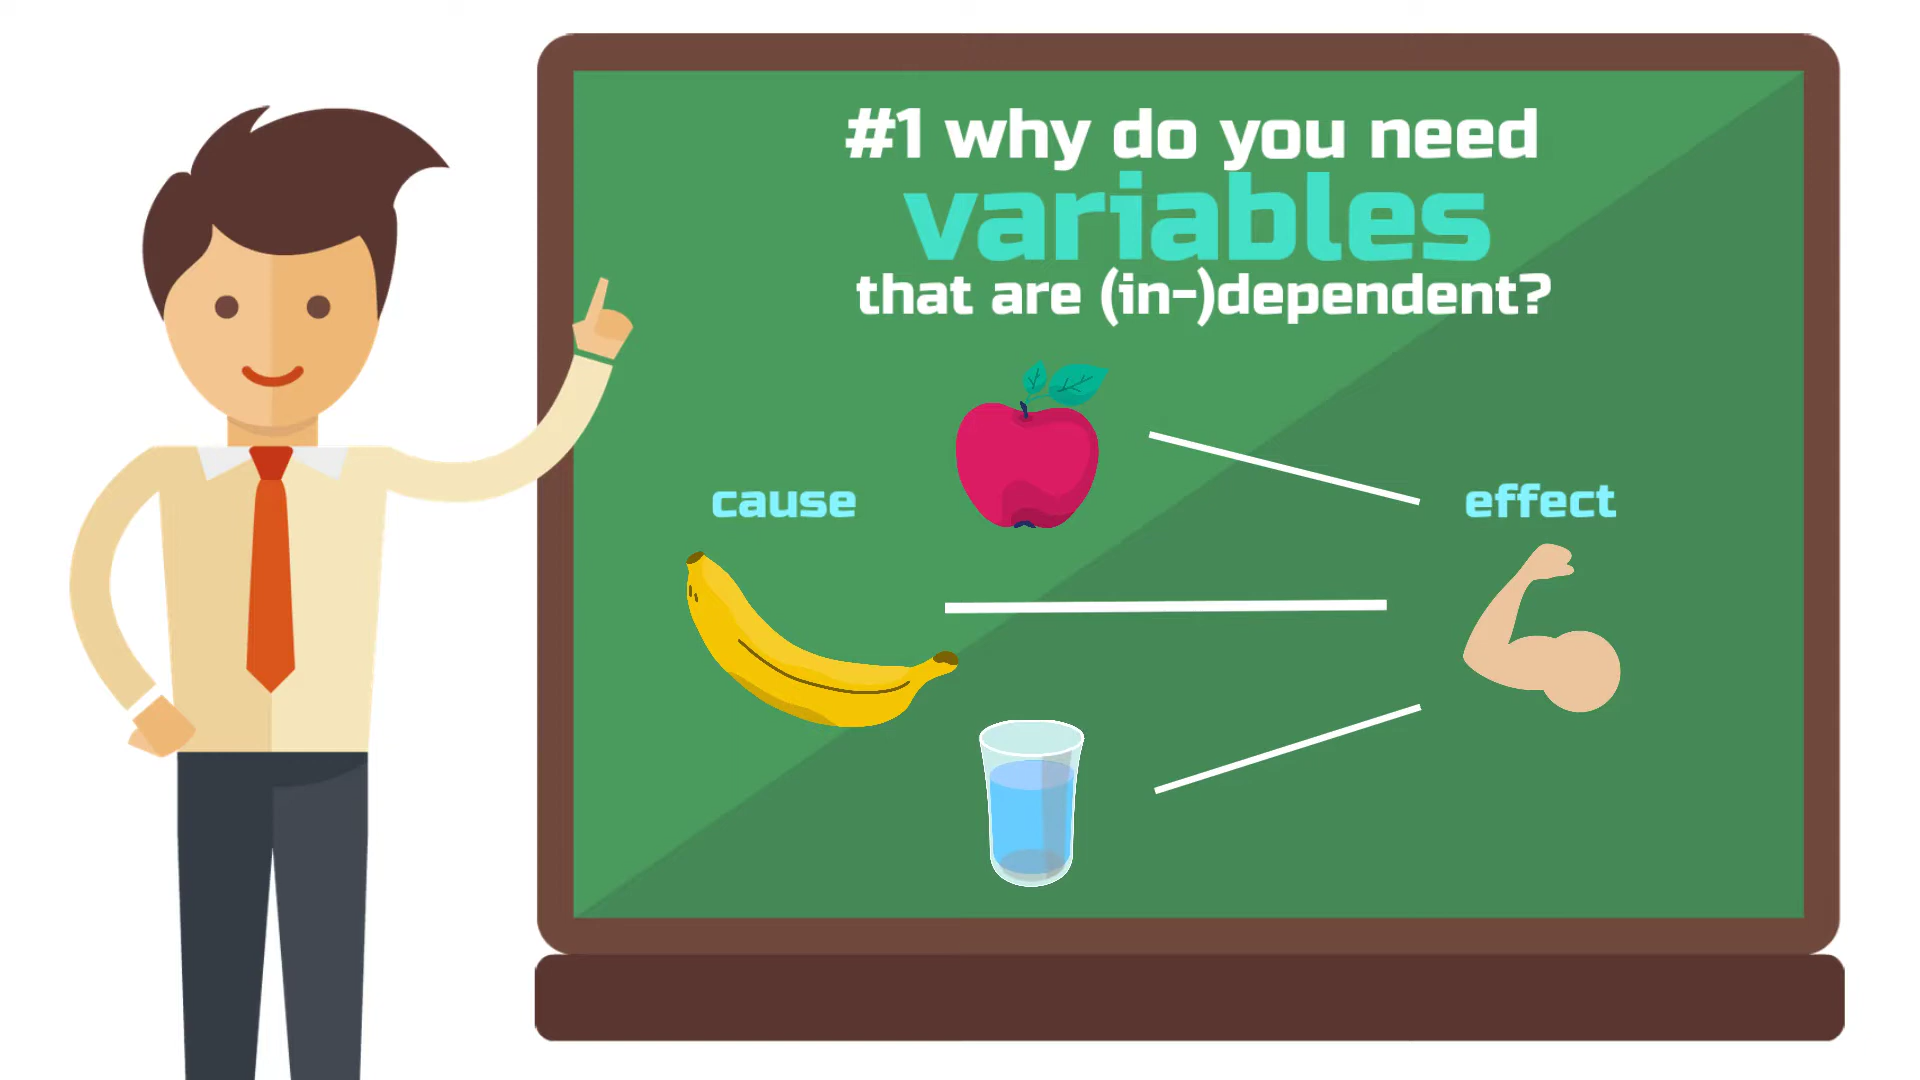 #1 why do you need
variables
that are (in-)dependent?
cause
effect